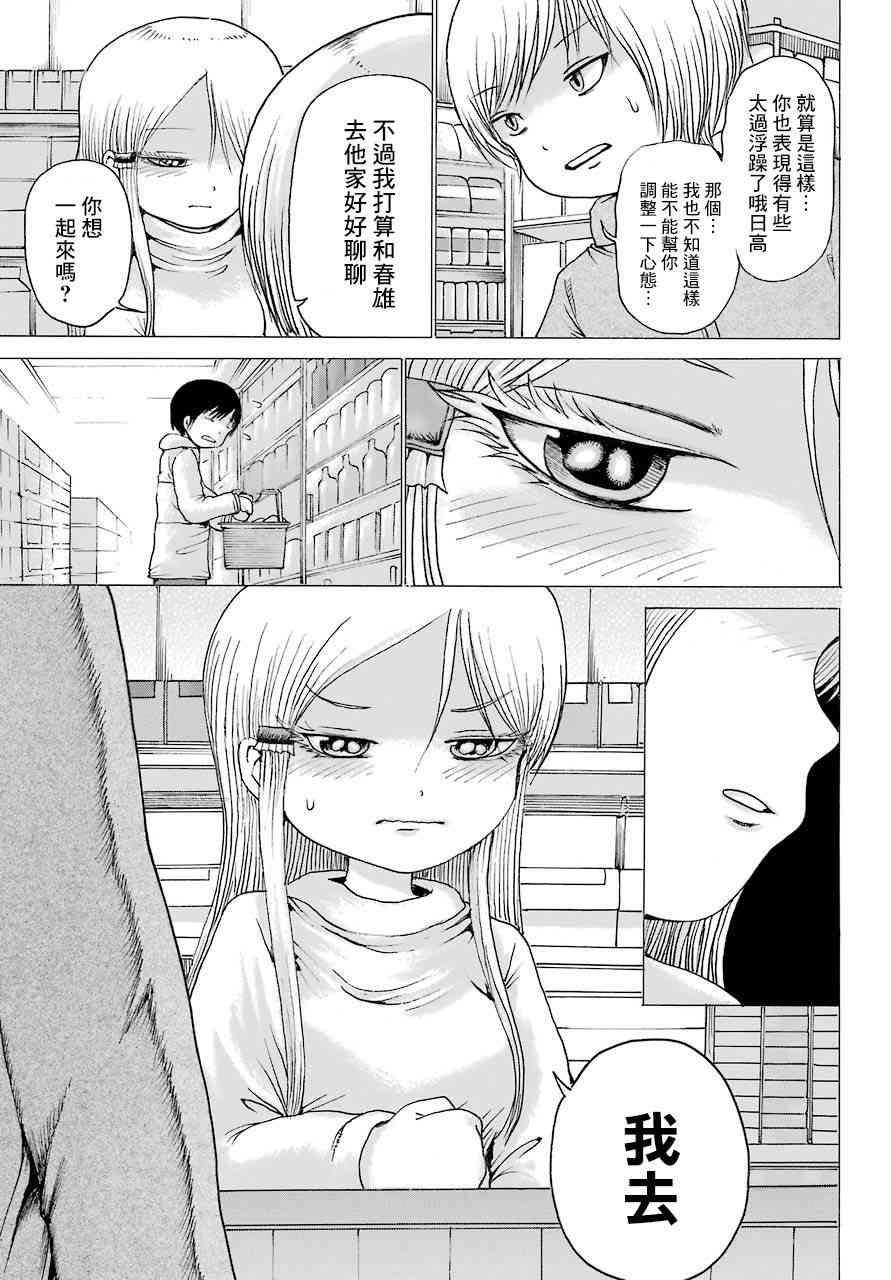 就算是這樣…
你也表現得有些
太過浮躁了哦日高
那個…
我也不知道這樣
能不能幫你
調整一下心態…
不過我打算和春雄
去他家好好聊聊
你想
一起來嗎？
我去